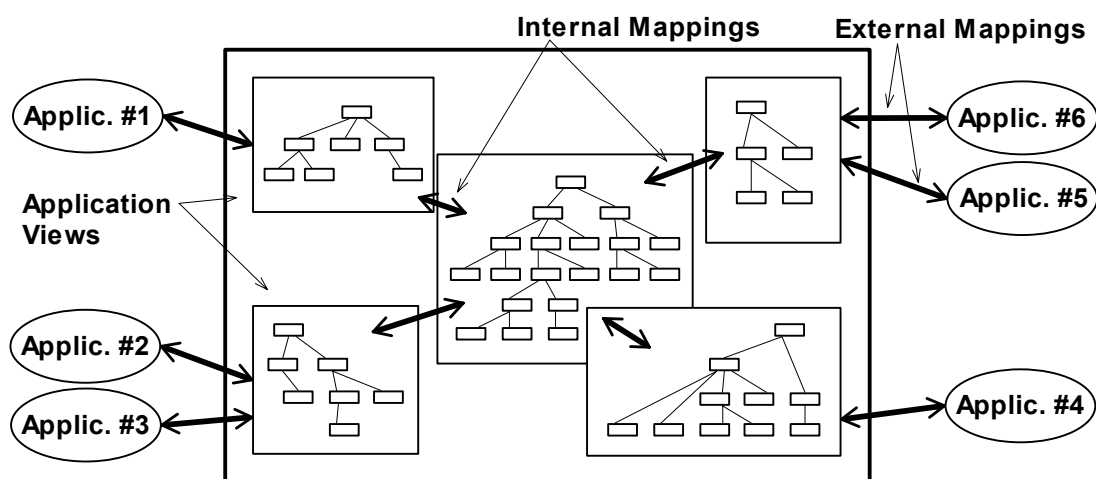 Internal Mappings
External Mappings
Applic. #1
Applic. #6
Applic. #5
Application
Views
Applic. #2
Applic. #3
Applic. #4